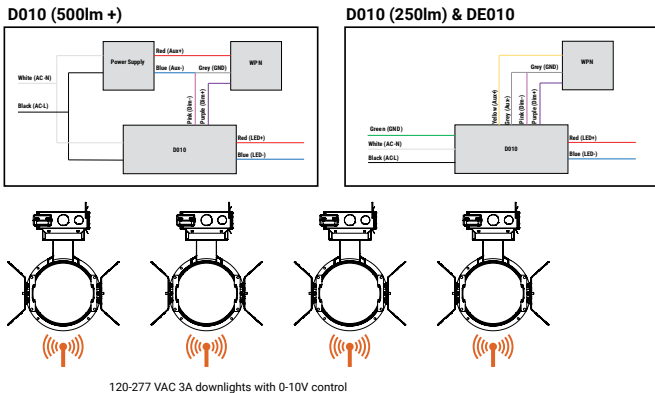 D010 (500lm +)
D010 (250lm) & DE010
Power Supply
Red (Aux+)
WPN
Blue (Aux-)
Grey (GND)
White (AC-N)
Black (AC-L)
Pink (Dim-)
Purple (Dim+)
D010
Red (LED+)
Blue (LED-)
WPN
Grey (GND)
Yellow (Aux+)
Grey (Aux-)
Pink (Dim-)
Purple (Dim+)
Green (GND)
White (AC-N)
Black (AC-L)
D010
Red (LED+)
Blue (LED-)
120-277 VAC 3A downlights with 0-10V control